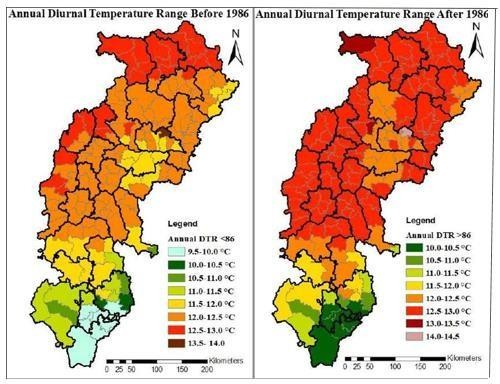 Annual Diurnal Temperature Range Before 1986
N
Legend
Annual DTR <86
9.5-10.0 °C
10.0-10.5 °C
10.5-11.0 °C
11.0-11.5 °C
11.5-12.0 °C
12.0-12.5 °C
12.5-13.0 °C
13.5- 14.0
Kilometers
0 25 50 100 150 200
Annual Diurnal Temperature Range After 1986
N
Legend
Annual DTR >86
10.0-10.5 °C
10.5-11.0 °C
11.0-11.5 °C
11.5-12.0 °C
12.0-12.5 °C
12.5-13.0 °C
13.0-13.5 °C
14.0-14.5
Kilometers
0 25 50 100 150 200